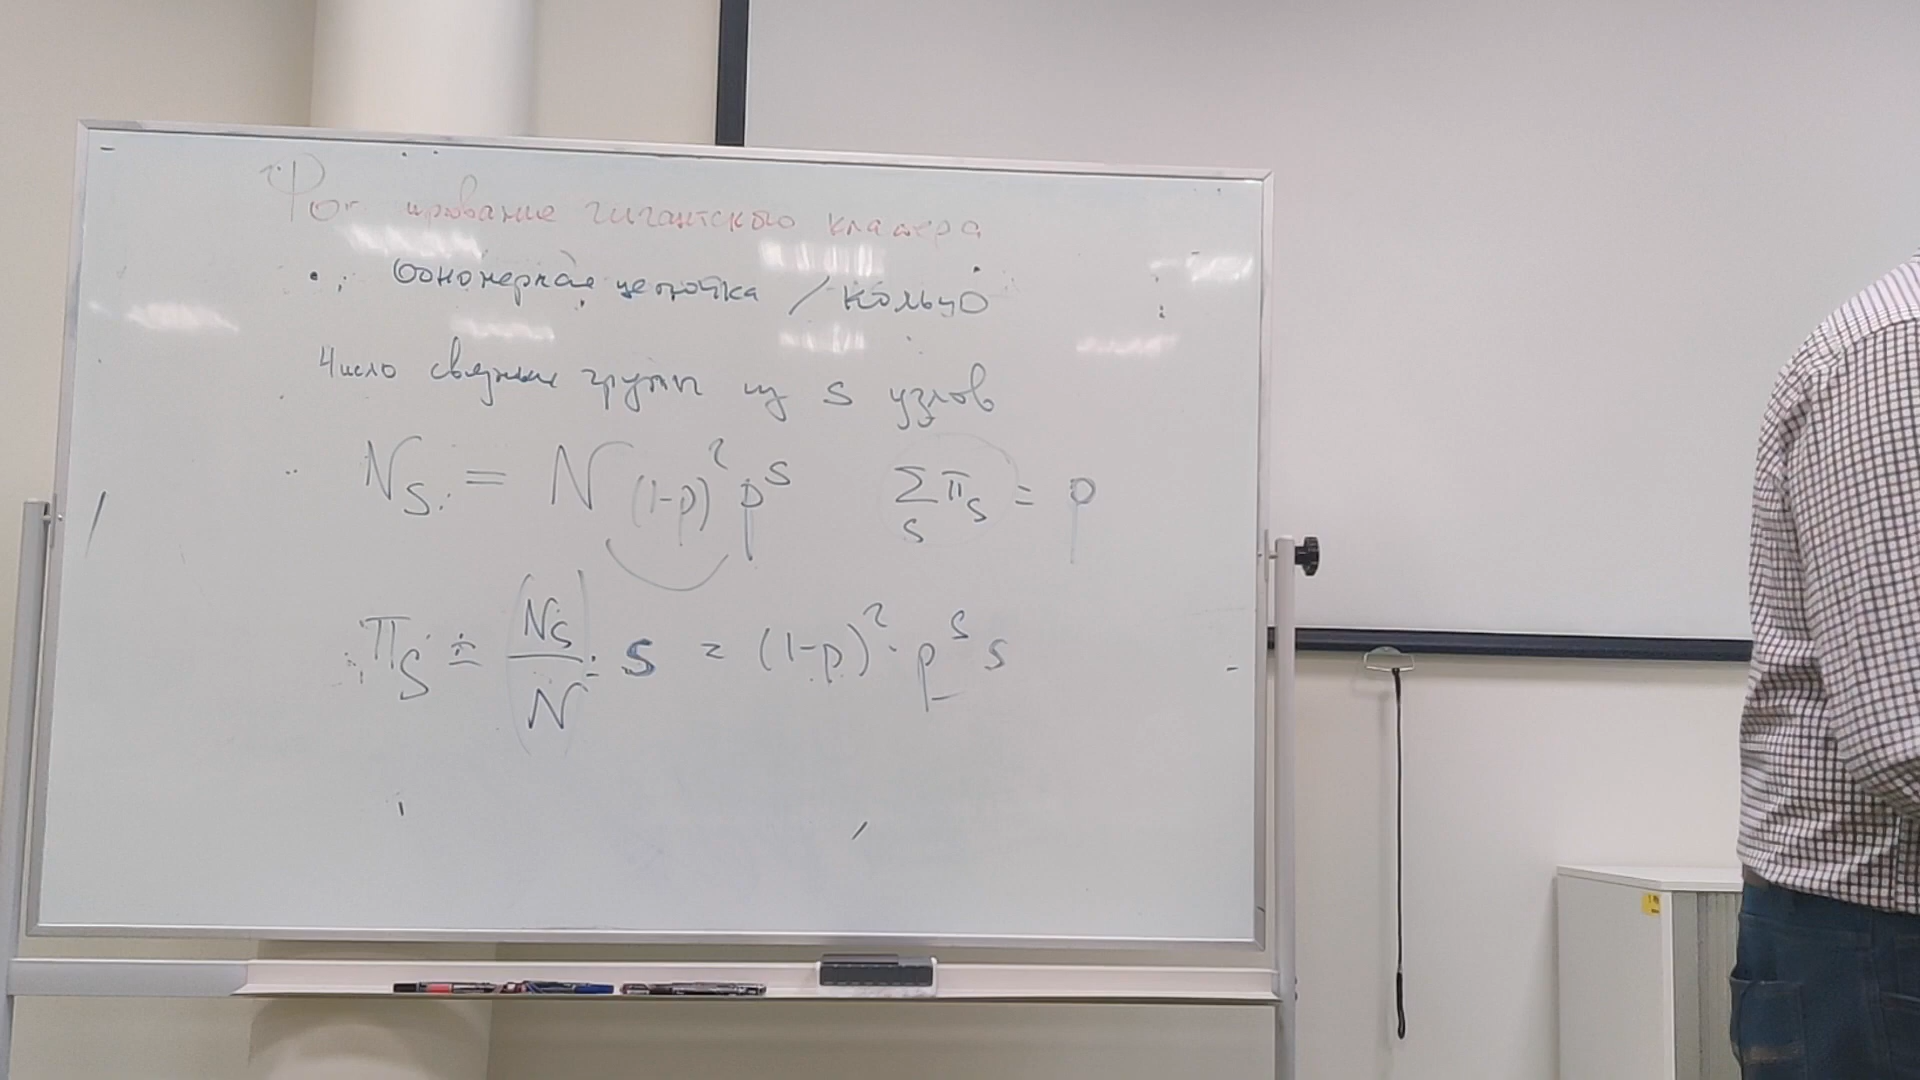 Формирование гигантского кластера
Одномерная цепочка / кольцо
Число связных групп из s узлов
N_S = N (1-p)^2 p^S    Σ_S π_S = p
π_S = (N_S / N) · s = (1-p)^2 · p^s s